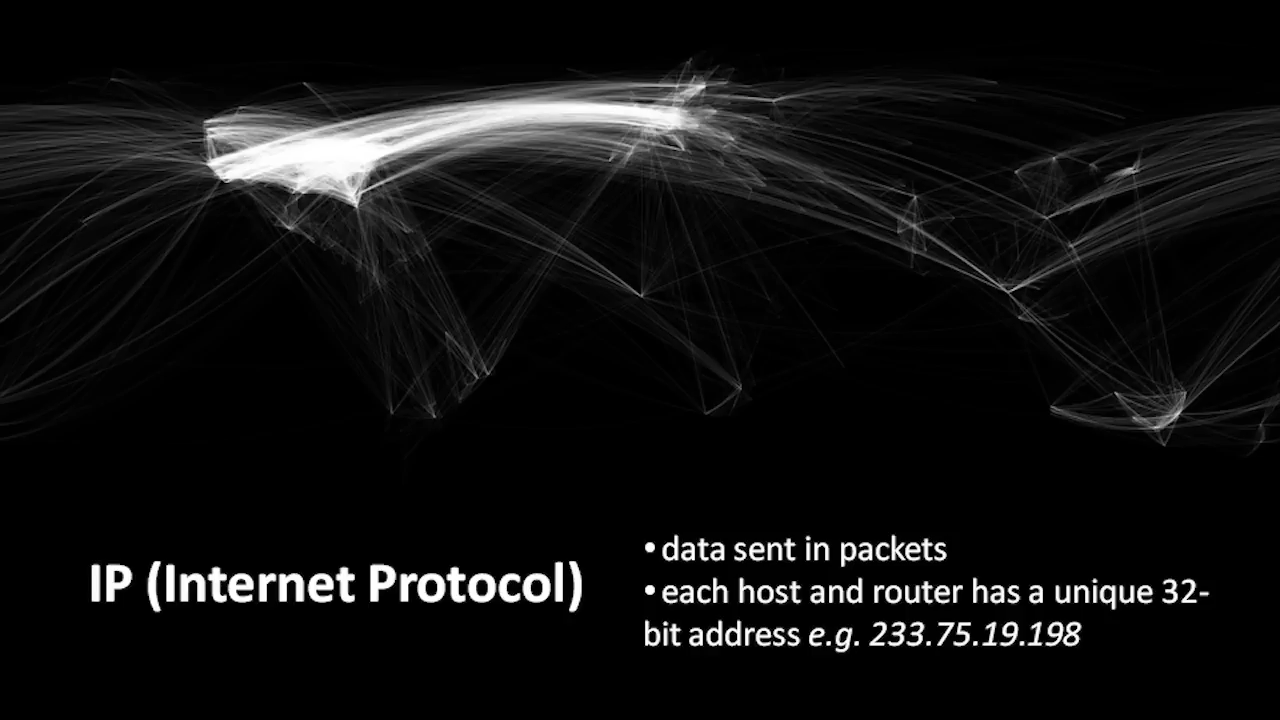 IP (Internet Protocol)
•data sent in packets
•each host and router has a unique 32-
bit address e.g. 233.75.19.198